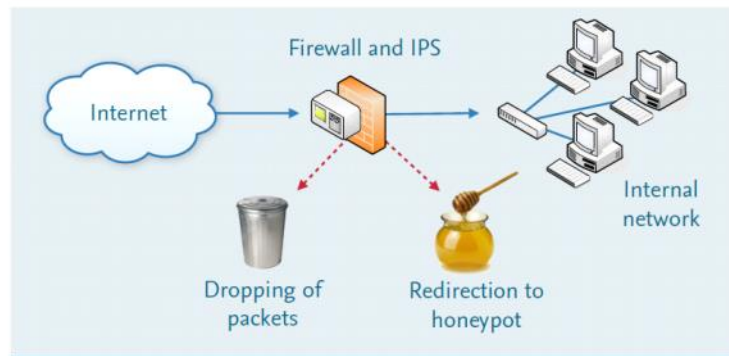 Firewall and IPS
Internet
Internal
network
Dropping of
packets
Redirection to
honeypot